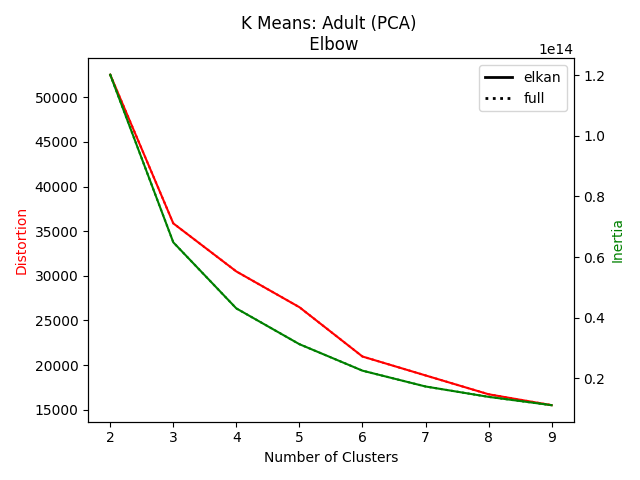 K Means: Adult (PCA)
Elbow
1e14
elkan
full
50000
45000
40000
35000
30000
25000
20000
15000
Distortion
1.2
1.0
0.8
0.6
0.4
0.2
Inertia
2 3 4 5 6 7 8 9
Number of Clusters